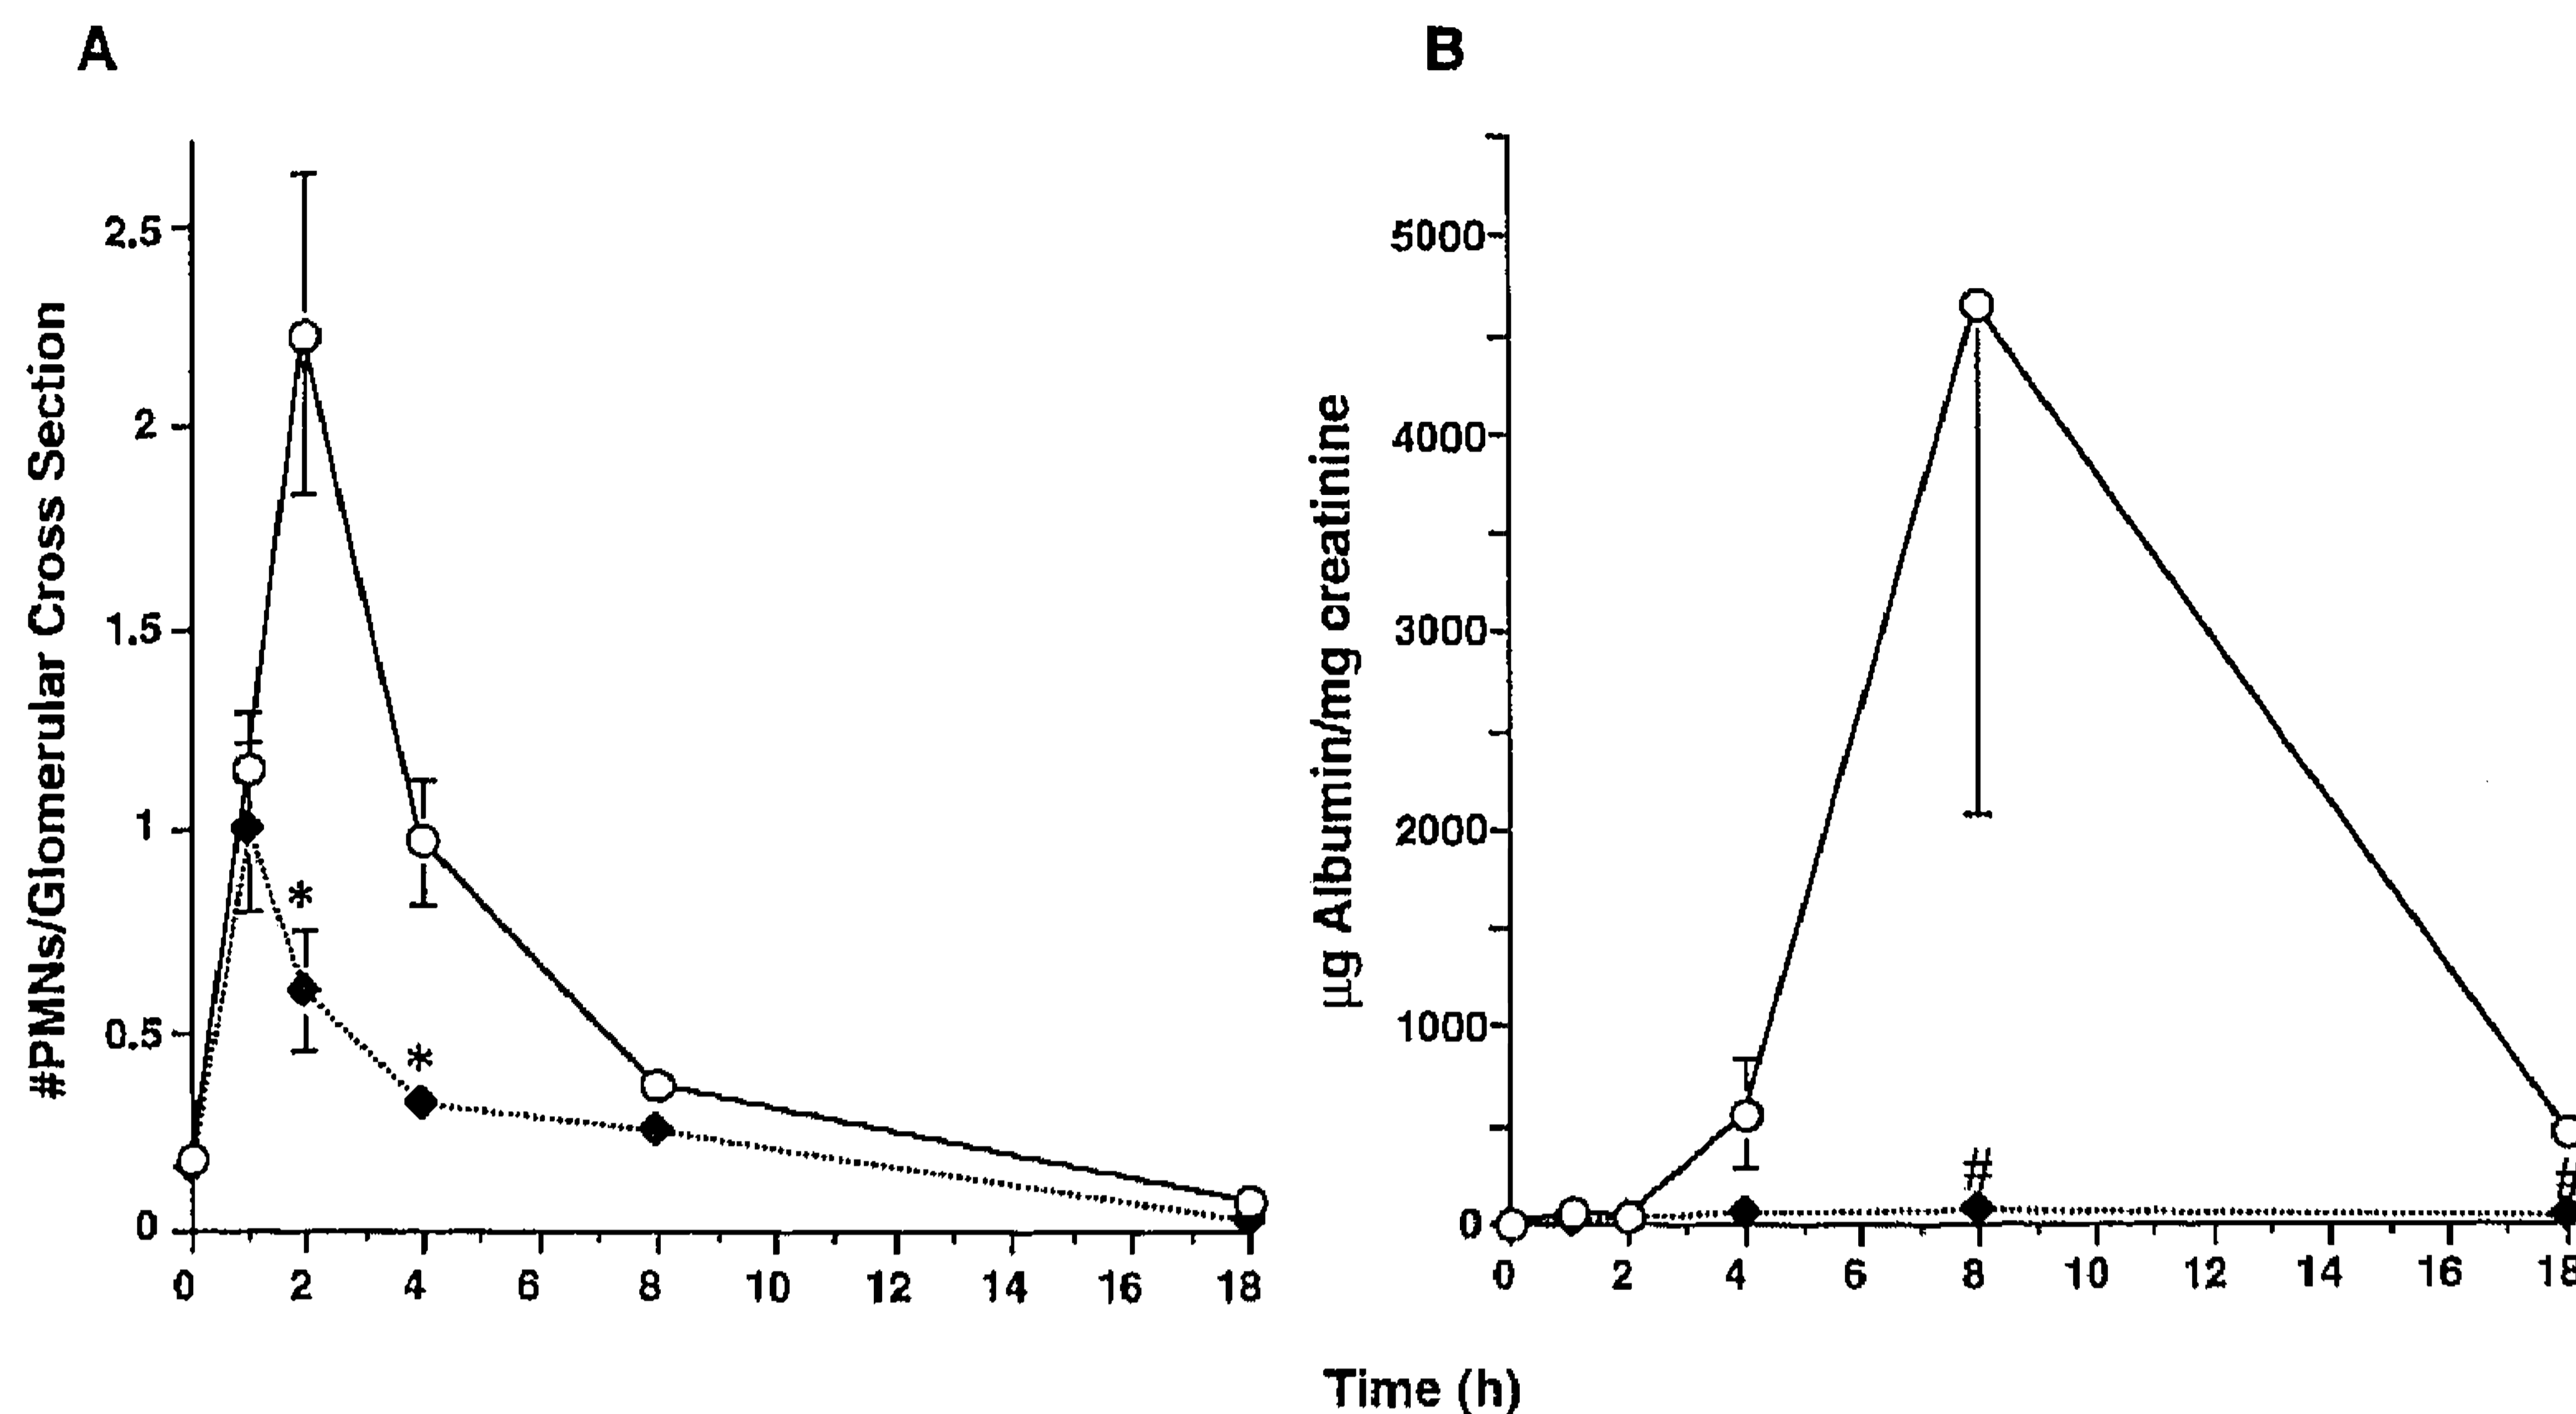 A
#PMNs/Glomerular Cross Section
2.5
2
1.5
1
0.5
0
*
*
0 2 4 6 8 10 12 14 16 18
B
µg Albumin/mg creatinine
5000
4000
3000
2000
1000
0
#
#
0 2 4 6 8 10 12 14 16 18
Time (h)